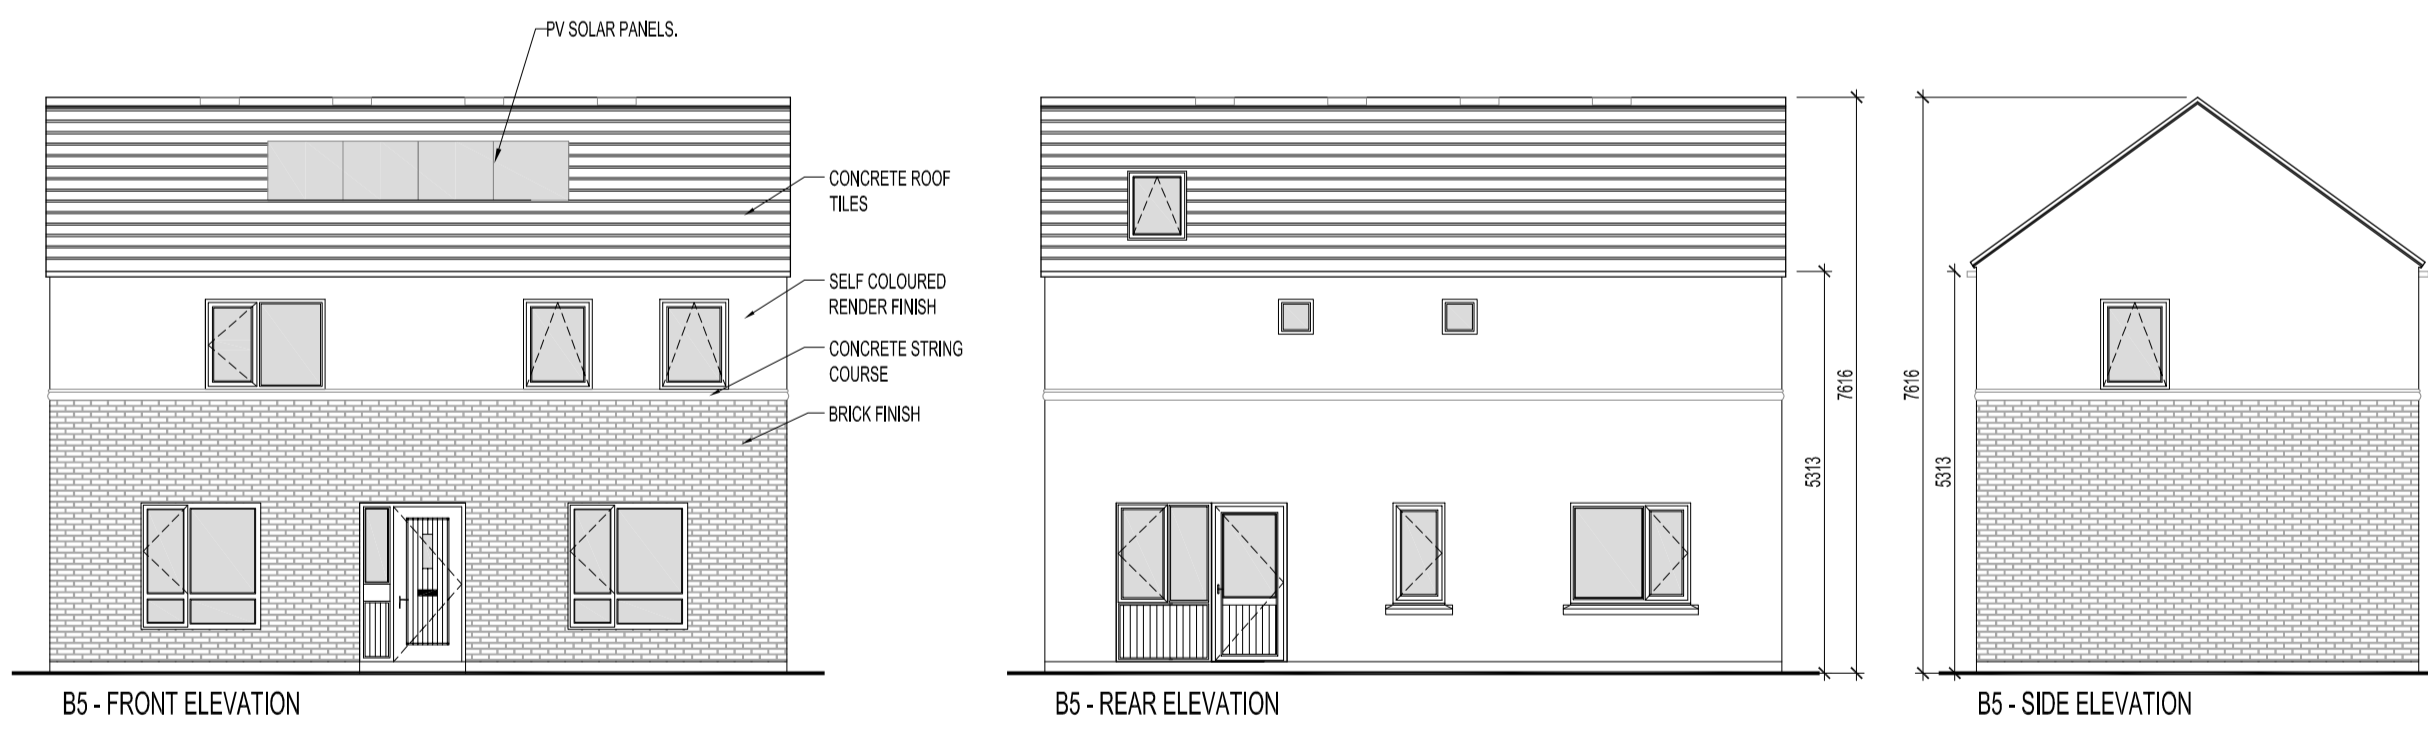 PV SOLAR PANELS.
CONCRETE ROOF
TILES
SELF COLOURED
RENDER FINISH
CONCRETE STRING
COURSE
BRICK FINISH
B5 - FRONT ELEVATION
5313
7616
B5 - REAR ELEVATION
7616
5313
B5 - SIDE ELEVATION